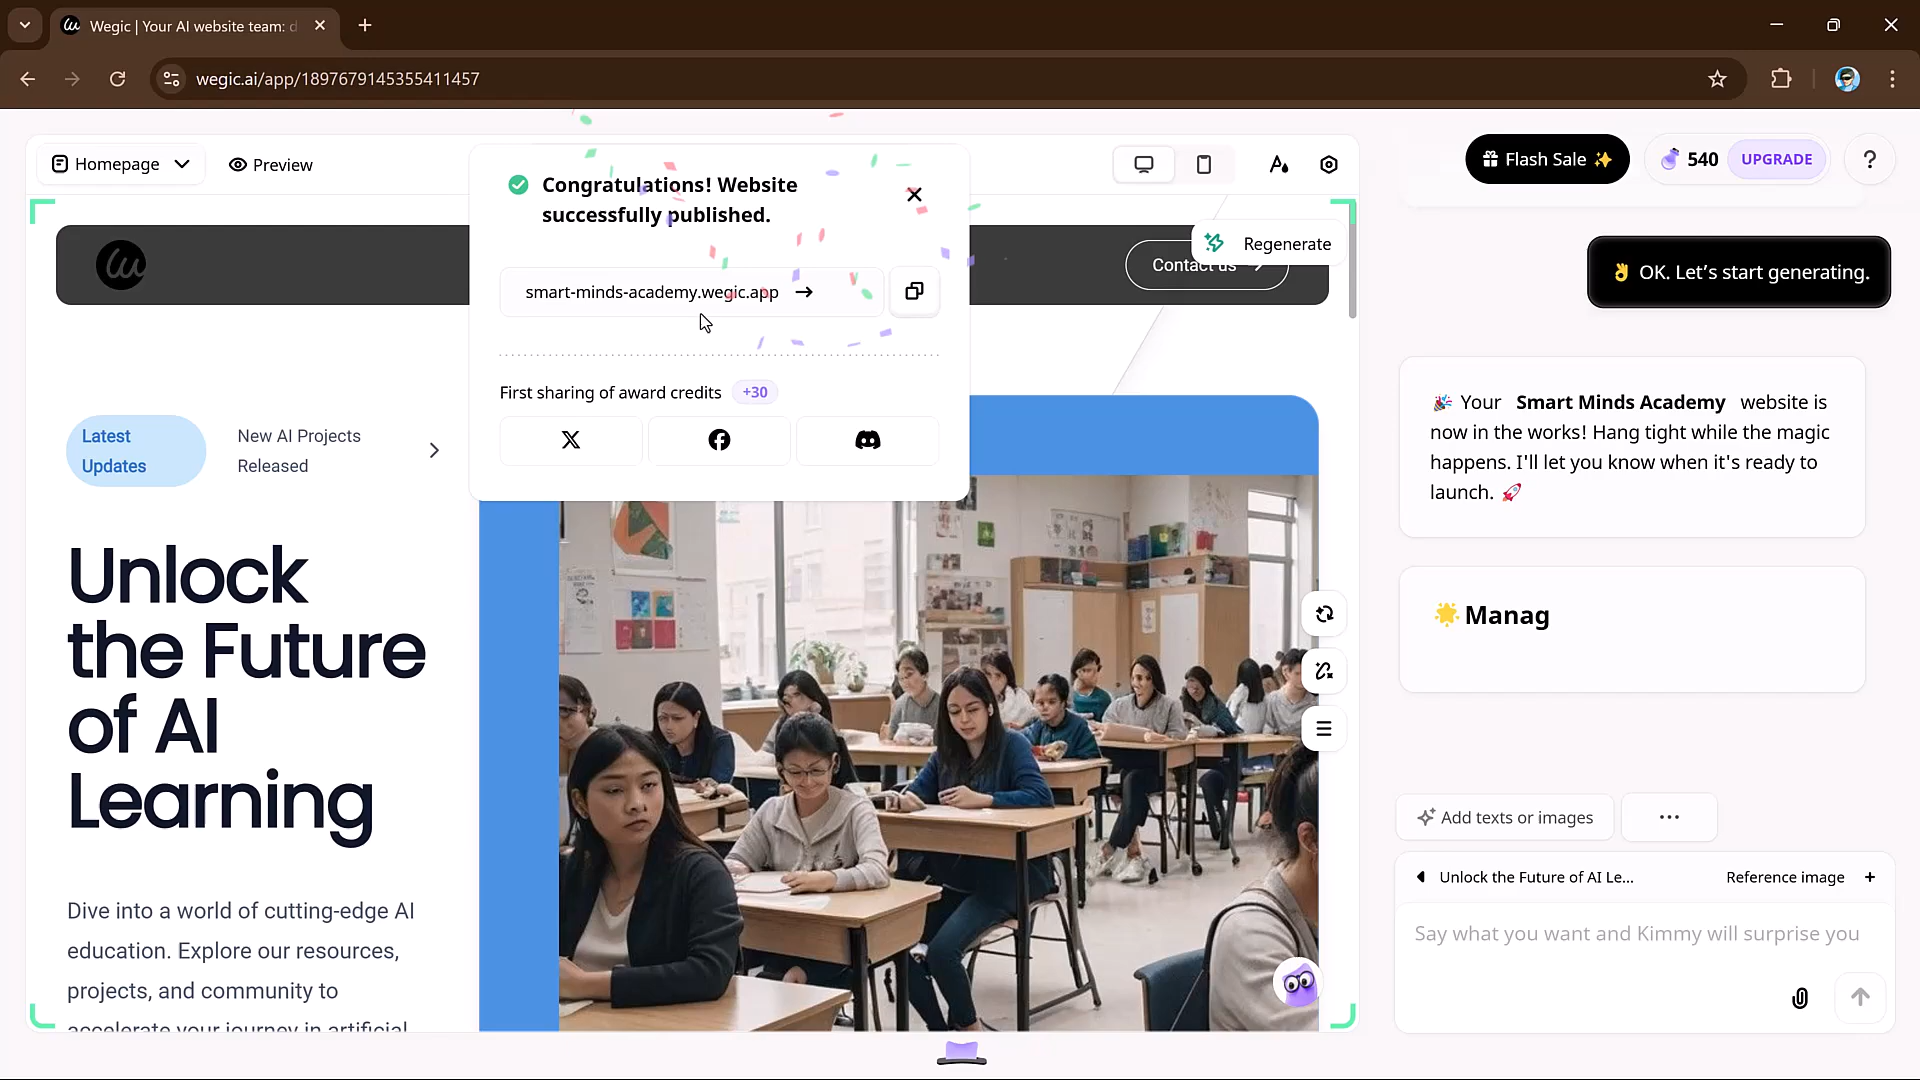 Wegic | Your AI website team: d
wegic.ai/app/1897679145355411457
Homepage
Preview
Flash Sale ✨
540
UPGRADE
?
Congratulations! Website
successfully published.
Regenerate
Contact us
smart-minds-academy.wegic.app →
First sharing of award credits +30
Latest
Updates
New AI Projects
Released
Unlock
the Future
of AI
Learning
Dive into a world of cutting-edge AI
education. Explore our resources,
projects, and community to
accelerate your journey in artificial
👌 OK. Let’s start generating.
🎉 Your Smart Minds Academy website is
now in the works! Hang tight while the magic
happens. I'll let you know when it's ready to
launch. 🚀
🌟 Manag
Add texts or images
...
Unlock the Future of AI Le...
Reference image +
Say what you want and Kimmy will surprise you